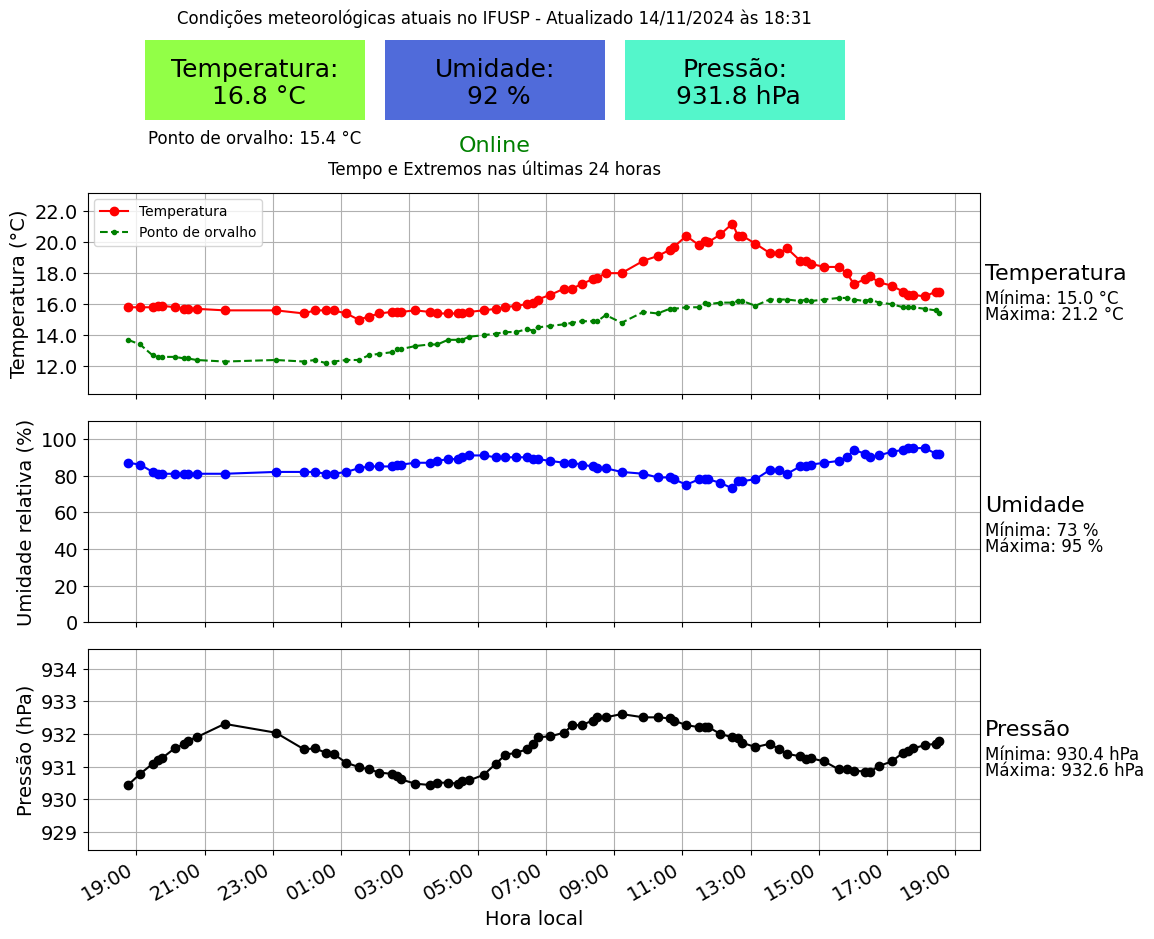 Condições meteorológicas atuais no IFUSP - Atualizado 14/11/2024 às 18:31
Temperatura:
16.8 °C
Umidade:
92 %
Pressão:
931.8 hPa
Ponto de orvalho: 15.4 °C
Online
Tempo e Extremos nas últimas 24 horas
Temperatura (°C)
22.0
20.0
18.0
16.0
14.0
12.0
Temperatura
Ponto de orvalho
Temperatura
Mínima: 15.0 °C
Máxima: 21.2 °C
Umidade relativa (%)
100
80
60
40
20
0
Umidade
Mínima: 73 %
Máxima: 95 %
Pressão (hPa)
934
933
932
931
930
929
Pressão
Mínima: 930.4 hPa
Máxima: 932.6 hPa
19:00 21:00 23:00 01:00 03:00 05:00 07:00 09:00 11:00 13:00 15:00 17:00 19:00
Hora local